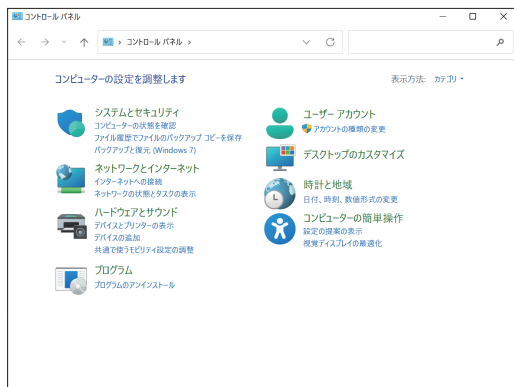 コントロール パネル
コントロール パネル
コンピューターの設定を調整します
表示方法: カテゴリ
システムとセキュリティ
コンピューターの状態を確認
ファイル履歴でファイルのバックアップ コピーを保存
バックアップと復元 (Windows 7)
ネットワークとインターネット
インターネットへの接続
ネットワークの状態とタスクの表示
ハードウェアとサウンド
デバイスとプリンターの表示
デバイスの追加
共通で使うモビリティ設定の調整
プログラム
プログラムのアンインストール
ユーザー アカウント
アカウントの種類の変更
デスクトップのカスタマイズ
時計と地域
日付、時刻、数値形式の変更
コンピューターの簡単操作
設定の提案の表示
視覚ディスプレイの最適化